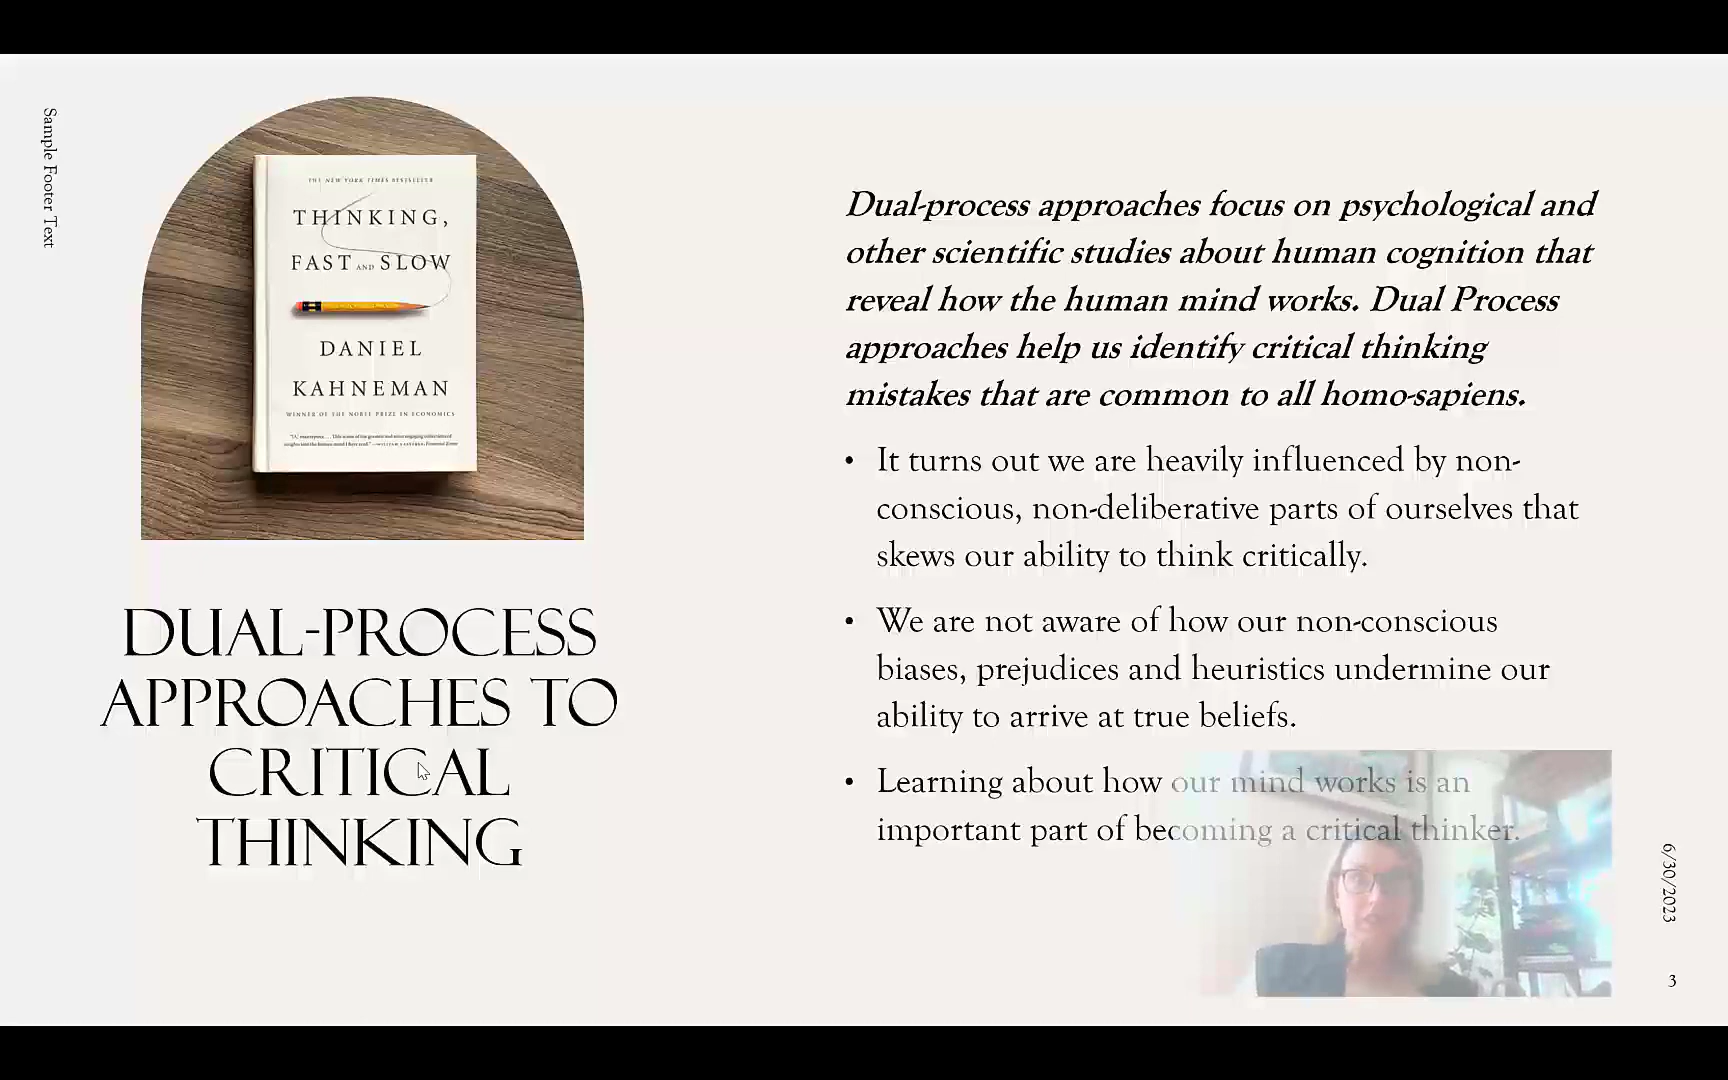 Sample Footer Text
THE NEW YORK TIMES BESTSELLER
THINKING,
FAST AND SLOW
DANIEL
KAHNEMAN
WINNER OF THE NOBEL PRIZE IN ECONOMICS
DUAL-PROCESS
APPROACHES TO
CRITICAL
THINKING
Dual-process approaches focus on psychological and
other scientific studies about human cognition that
reveal how the human mind works. Dual Process
approaches help us identify critical thinking
mistakes that are common to all homo-sapiens.
• It turns out we are heavily influenced by non-
conscious, non-deliberative parts of ourselves that
skews our ability to think critically.
• We are not aware of how our non-conscious
biases, prejudices and heuristics undermine our
ability to arrive at true beliefs.
• Learning about how our mind works is an
important part of becoming a critical thinker.
6/30/2023
3